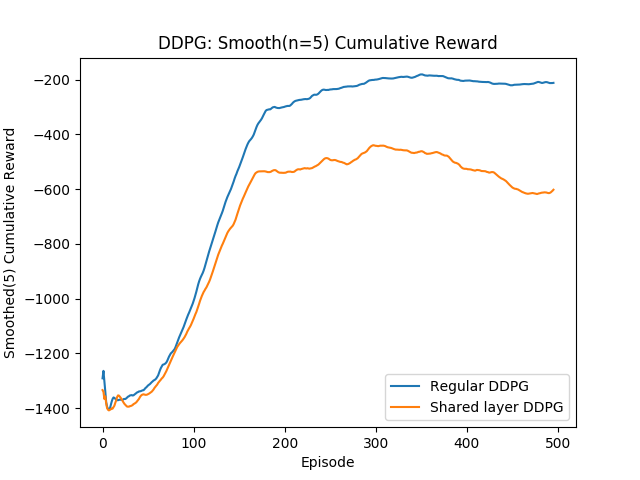 DDPG: Smooth(n=5) Cumulative Reward
Smoothed(5) Cumulative Reward
−200
−400
−600
−800
−1000
−1200
−1400
0
100
200
300
400
500
Episode
Regular DDPG
Shared layer DDPG